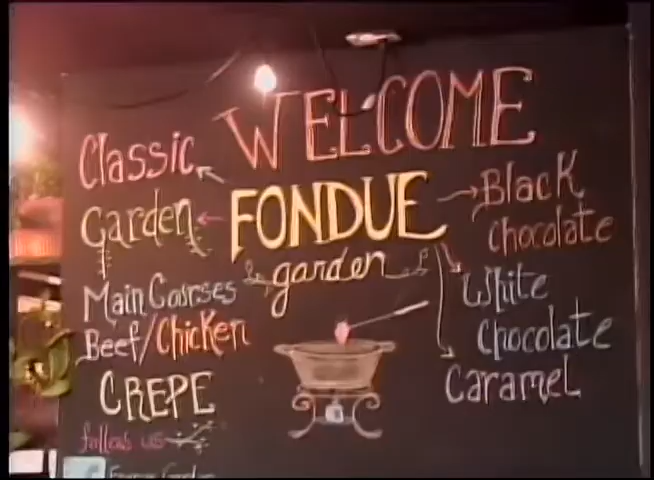 WELCOME
Classic
FONDUE
garden
Garden
Main Courses
Beef/Chicken
CREPE
follow us
Black
Chocolate
White
Chocolate
Caramel